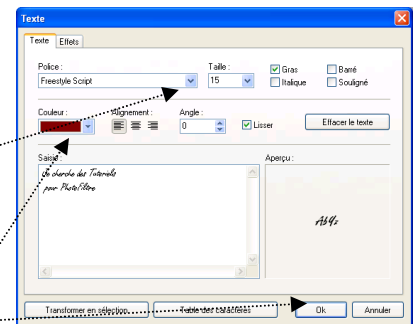 Texte
Texte Effets
Police : Taille :
Freestyle Script 15
Gras Barré
Italique Souligné
Couleur : Alignement : Angle :
0 Lisser Effacer le texte
Saisie : Aperçu :
Je cherche des Tutoriels
pour PhotoFiltre
AbYz
Transformer en sélection Table des caractères Ok Annuler